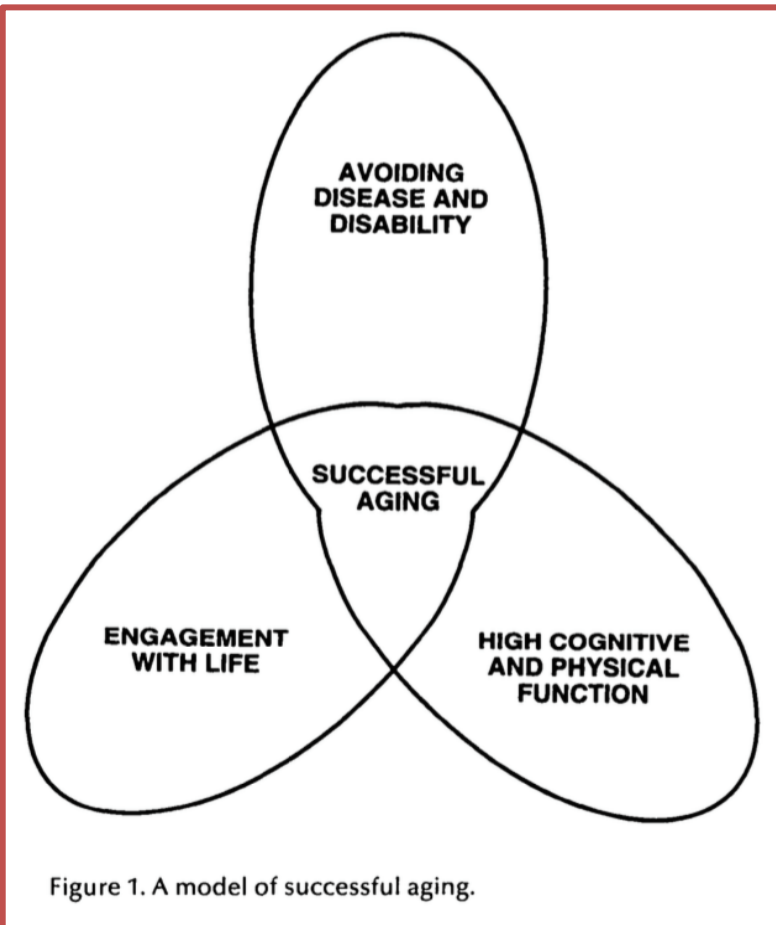 AVOIDING
DISEASE AND
DISABILITY
SUCCESSFUL
AGING
ENGAGEMENT
WITH LIFE
HIGH COGNITIVE
AND PHYSICAL
FUNCTION
Figure 1. A model of successful aging.